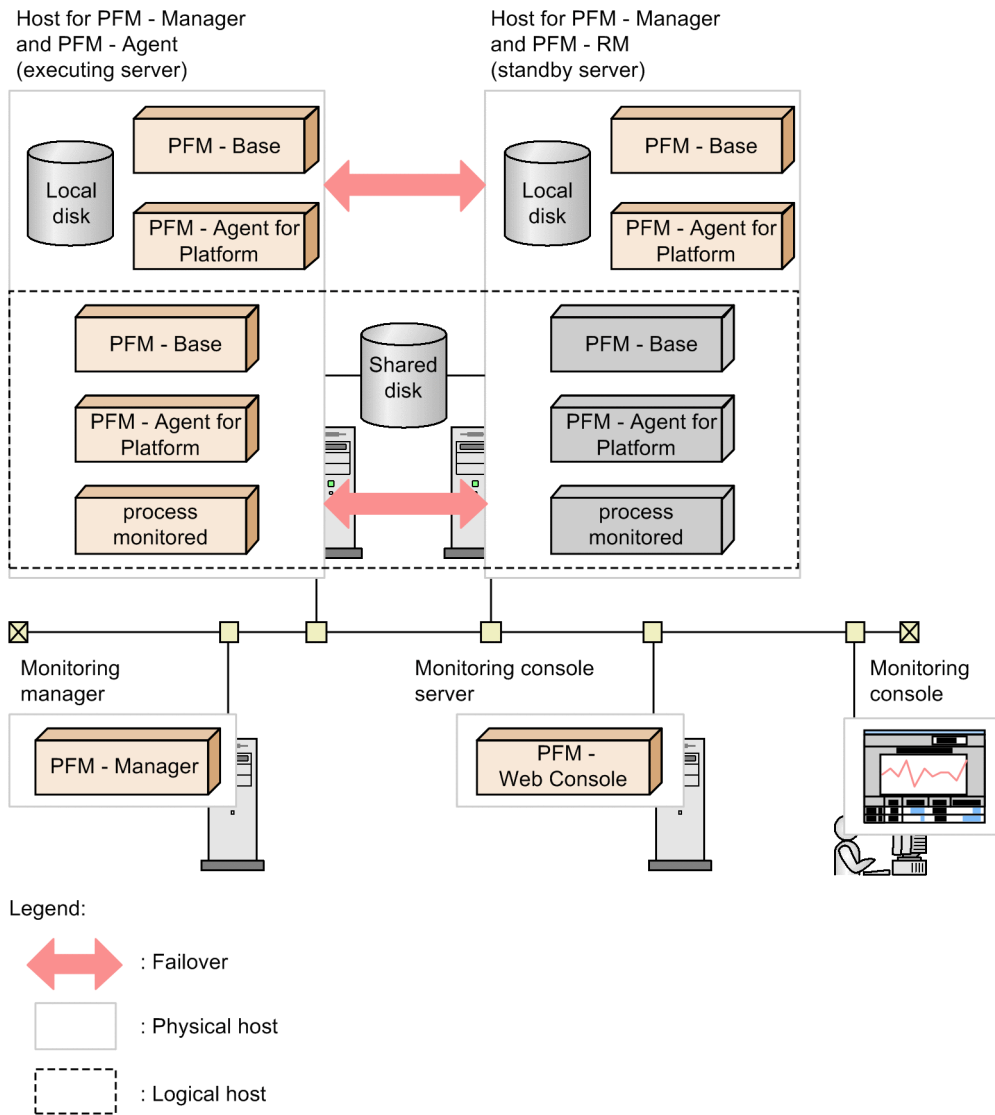 Host for PFM - Manager
and PFM - Agent
(executing server)
Host for PFM - Manager
and PFM - RM
(standby server)
Local
disk
PFM - Base
PFM - Agent for
Platform
Local
disk
PFM - Base
PFM - Agent for
Platform
PFM - Base
PFM - Agent for
Platform
process
monitored
Shared
disk
PFM - Base
PFM - Agent for
Platform
process
monitored
Monitoring
manager
PFM - Manager
Monitoring console
server
PFM -
Web Console
Monitoring
console
Legend:
: Failover
: Physical host
: Logical host